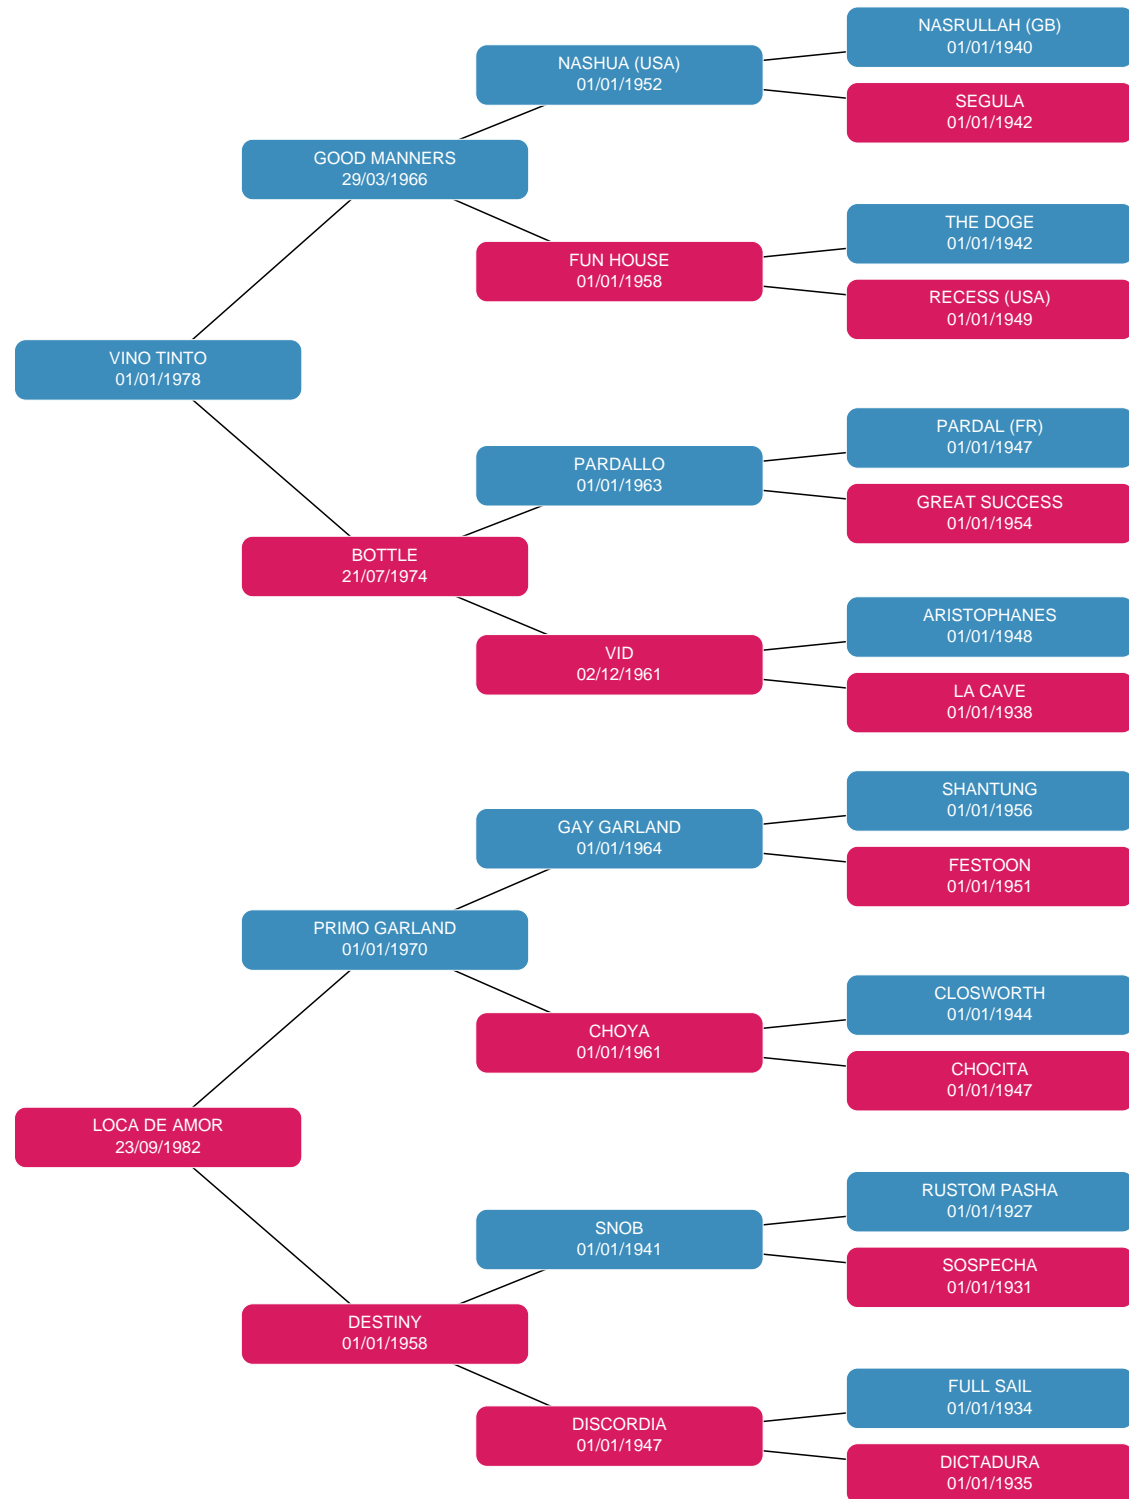 NASRULLAH (GB)
01/01/1940
NASHUA (USA)
01/01/1952
SEGULA
01/01/1942
GOOD MANNERS
29/03/1966
THE DOGE
01/01/1942
FUN HOUSE
01/01/1958
RECESS (USA)
01/01/1949
VINO TINTO
01/01/1978
PARDAL (FR)
01/01/1947
PARDALLO
01/01/1963
GREAT SUCCESS
01/01/1954
BOTTLE
21/07/1974
ARISTOPHANES
01/01/1948
VID
02/12/1961
LA CAVE
01/01/1938
SHANTUNG
01/01/1956
GAY GARLAND
01/01/1964
FESTOON
01/01/1951
PRIMO GARLAND
01/01/1970
CLOSWORTH
01/01/1944
CHOYA
01/01/1961
CHOCITA
01/01/1947
LOCA DE AMOR
23/09/1982
RUSTOM PASHA
01/01/1927
SNOB
01/01/1941
SOSPECHA
01/01/1931
DESTINY
01/01/1958
FULL SAIL
01/01/1934
DISCORDIA
01/01/1947
DICTADURA
01/01/1935